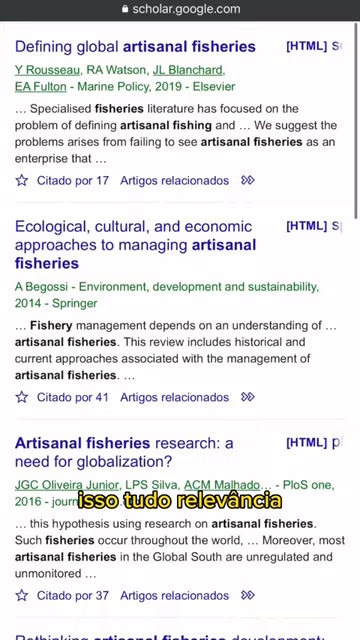 scholar.google.com
Defining global artisanal fisheries [HTML]
Y Rousseau, RA Watson, JL Blanchard,
EA Fulton - Marine Policy, 2019 - Elsevier
… Specialised fisheries literature has focused on the
problem of defining artisanal fishing and … We suggest the
problems arises from failing to see artisanal fisheries as an
enterprise that …
Citado por 17 Artigos relacionados
Ecological, cultural, and economic [HTML]
approaches to managing artisanal
fisheries
A Begossi - Environment, development and sustainability,
2014 - Springer
… Fishery management depends on an understanding of …
artisanal fisheries. This review includes historical and
current approaches associated with the management of
artisanal fisheries. …
Citado por 41 Artigos relacionados
Artisanal fisheries research: a [HTML]
need for globalization?
JGC Oliveira Junior, LPS Silva, ACM Malhado… - PloS one,
2016 -
isso tudo relevância
… this hypothesis using research on artisanal fisheries.
Such fisheries occur throughout the world, … Moreover, most
artisanal fisheries in the Global South are unregulated and
unmonitored …
Citado por 37 Artigos relacionados
Rethinking artisanal fisheries development: